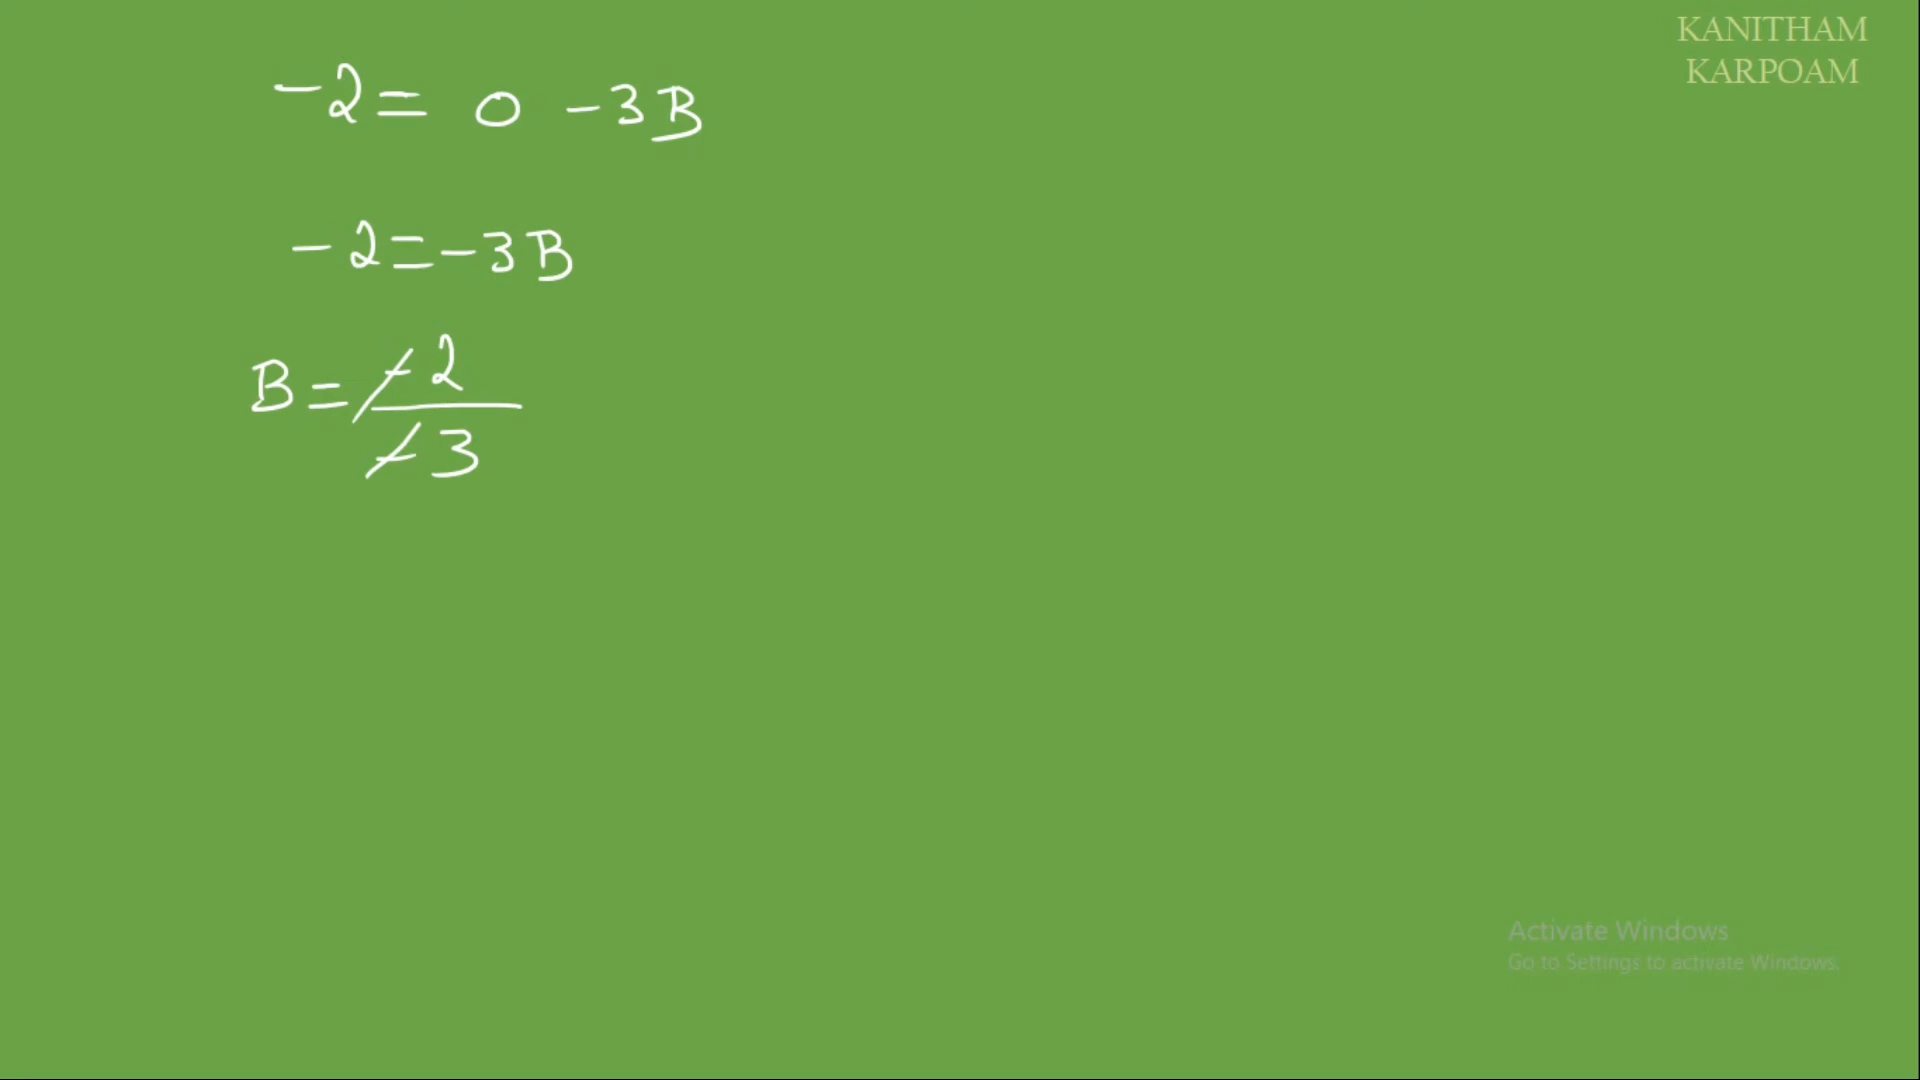 KANITHAM
KARPOAM
-2 = 0 -3B
-2 = -3B
B = -2
-3
Activate Windows
Go to Settings to activate Windows.